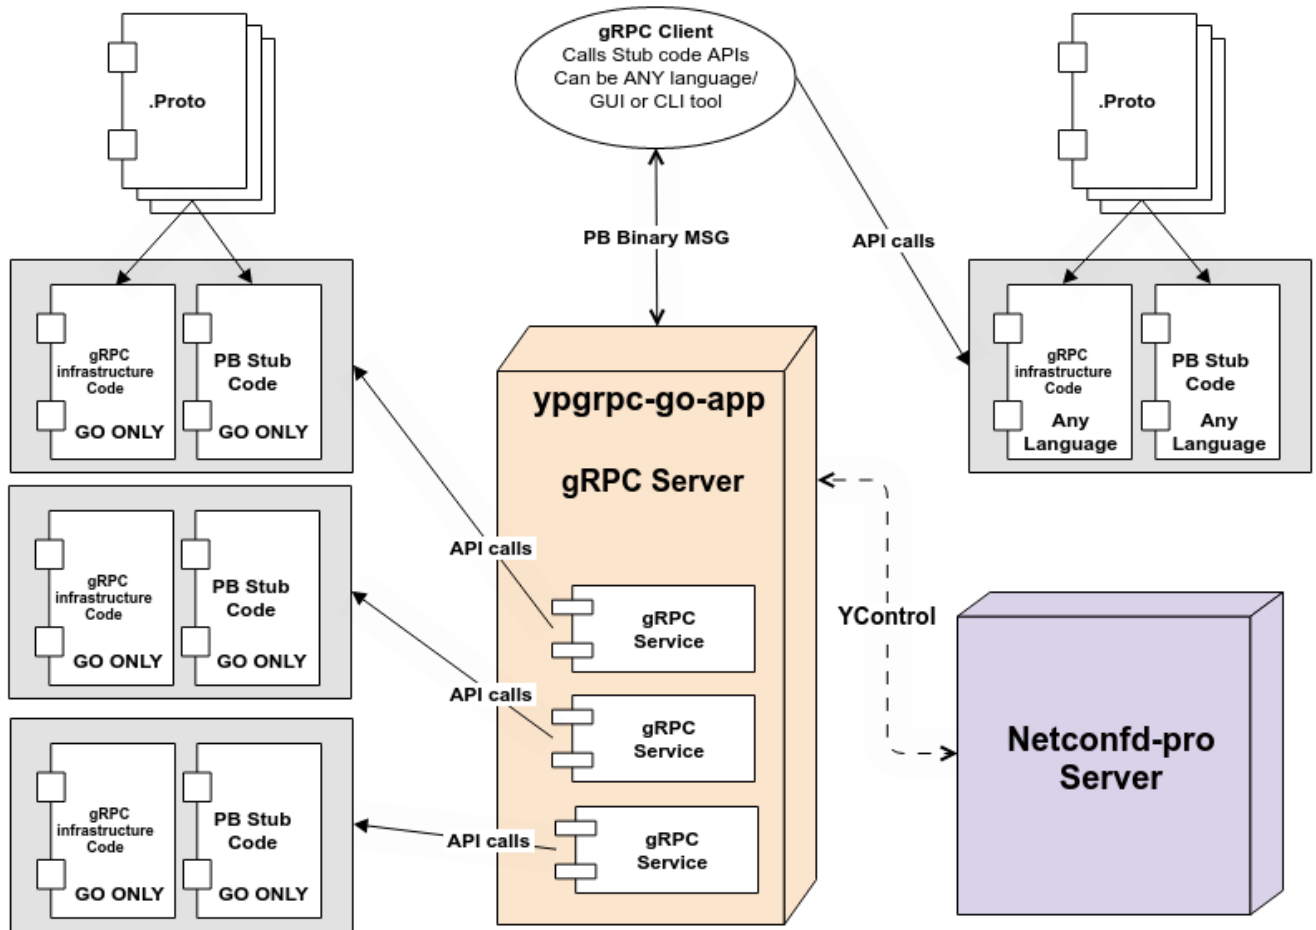 .Proto
gRPC Client
Calls Stub code APIs
Can be ANY language/
GUI or CLI tool
.Proto
PB Binary MSG
API calls
gRPC
infrastructure
Code
GO ONLY
PB Stub
Code
GO ONLY
ypgrpc-go-app
gRPC Server
gRPC
infrastructure
Code
Any
Language
PB Stub
Code
Any
Language
gRPC
infrastructure
Code
GO ONLY
PB Stub
Code
GO ONLY
API calls
gRPC
Service
API calls
gRPC
Service
API calls
gRPC
Service
YControl
Netconfd-pro
Server
gRPC
infrastructure
Code
GO ONLY
PB Stub
Code
GO ONLY